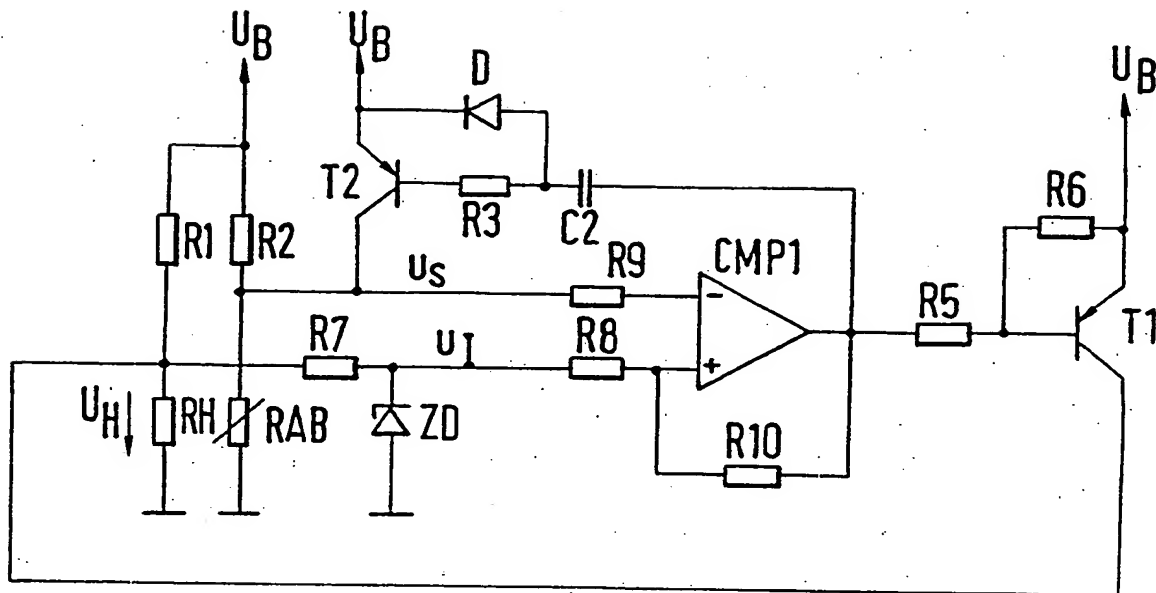 UB
UB
UB
D
T2
R3
C2
R6
R1
R2
US
R9
CMP1
R5
T1
R7
UI
R8
UH
RH
RAB
ZD
R10
-
+